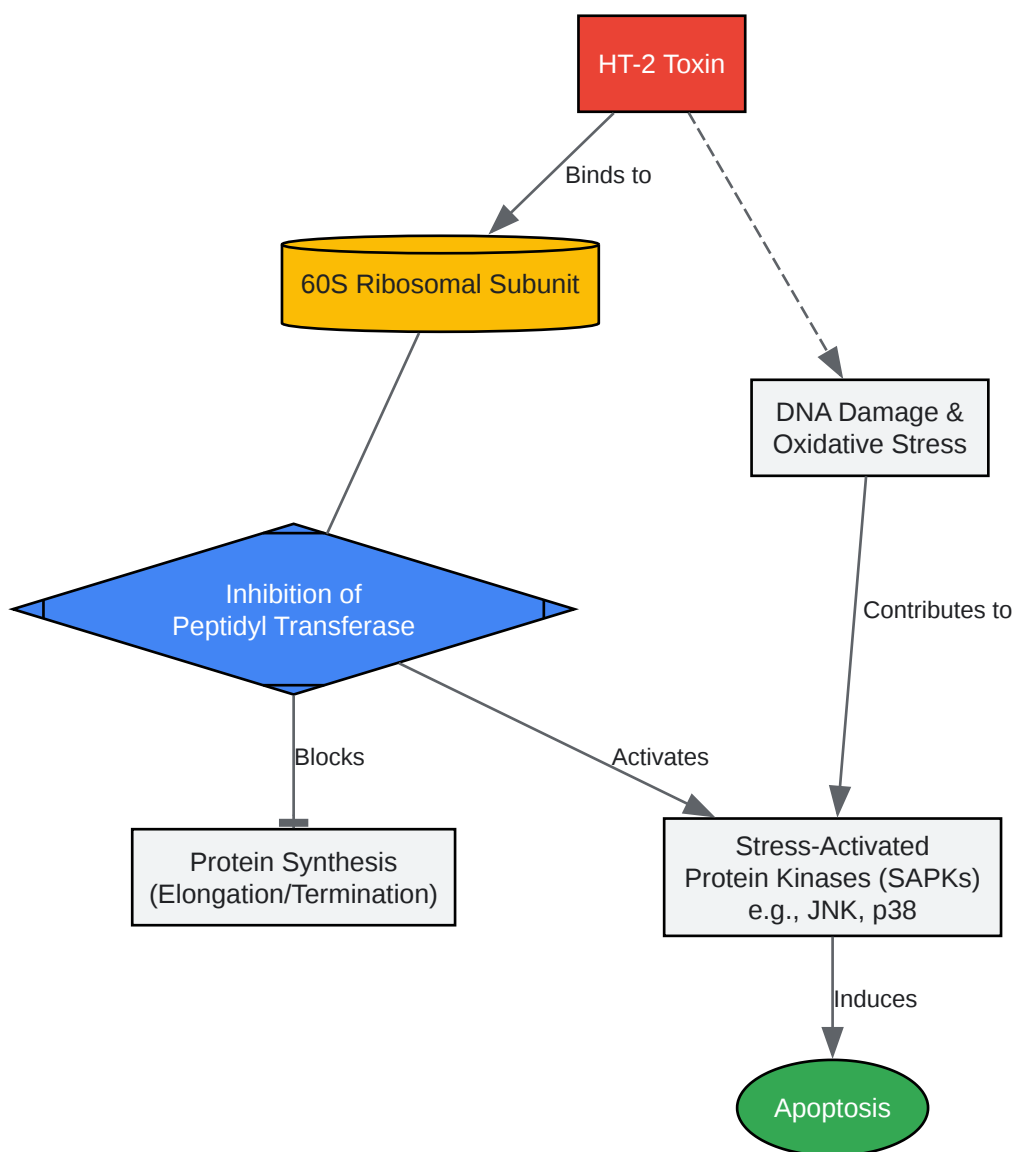 HT-2 Toxin
Binds to
60S Ribosomal Subunit
DNA Damage &
Oxidative Stress
Inhibition of
Peptidyl Transferase
Contributes to
Blocks
Activates
Protein Synthesis
(Elongation/Termination)
Stress-Activated
Protein Kinases (SAPKs)
e.g., JNK, p38
Induces
Apoptosis